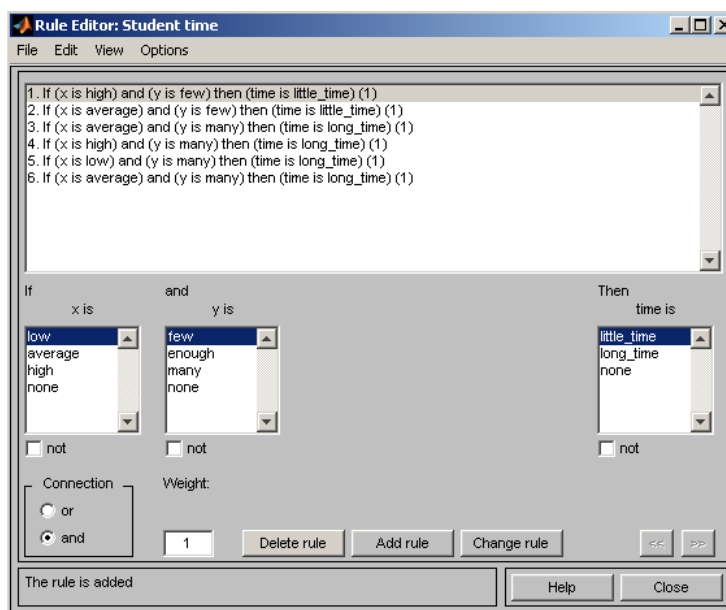 Rule Editor: Student time
File Edit View Options
1. If (x is high) and (y is few) then (time is little_time) (1)
2. If (x is average) and (y is few) then (time is little_time) (1)
3. If (x is average) and (y is many) then (time is long_time) (1)
4. If (x is high) and (y is many) then (time is long_time) (1)
5. If (x is low) and (y is many) then (time is long_time) (1)
6. If (x is average) and (y is many) then (time is long_time) (1)
If and Then
x is y is time is
low few little_time
average enough long_time
high many none
none none
not not not
Connection Weight:
or
and 1 Delete rule Add rule Change rule << >>
The rule is added Help Close